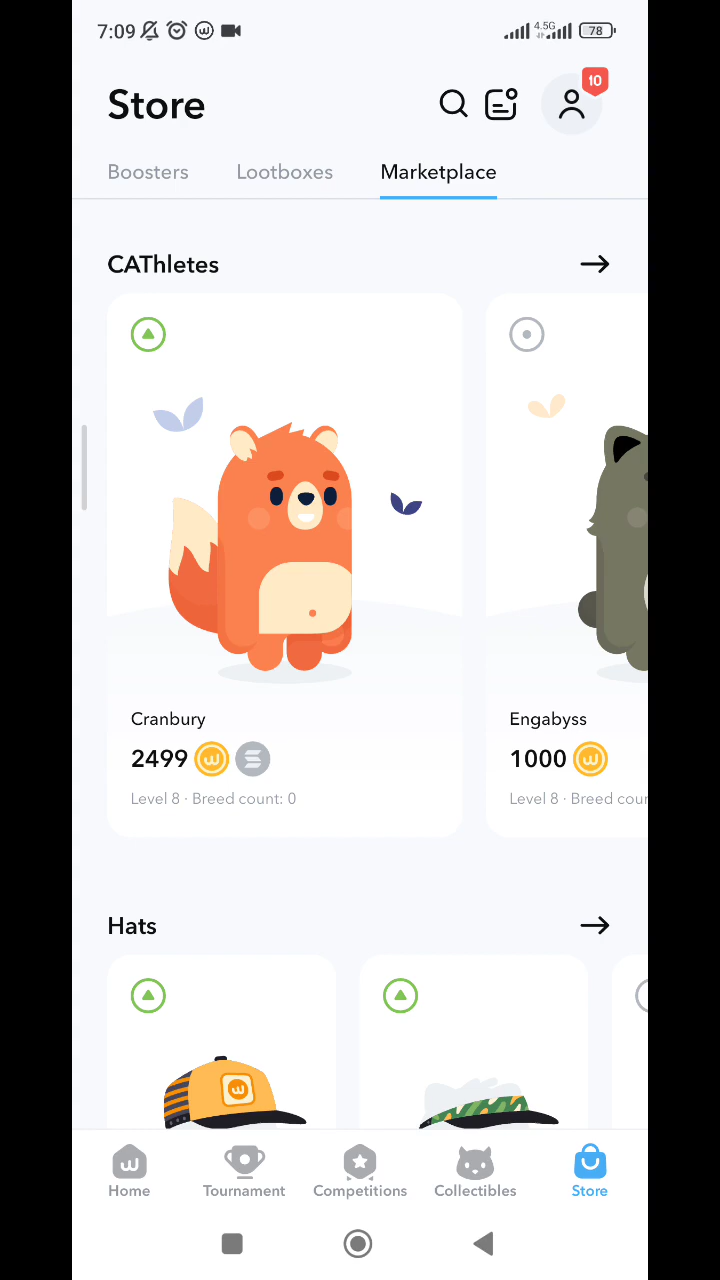 7:09
4.5G
78
Store
10
Boosters Lootboxes Marketplace
CAThletes
Cranbury
2499
Level 8 · Breed count: 0
Engabyss
1000
Level 8 · Breed
Hats
Home Tournament Competitions Collectibles Store